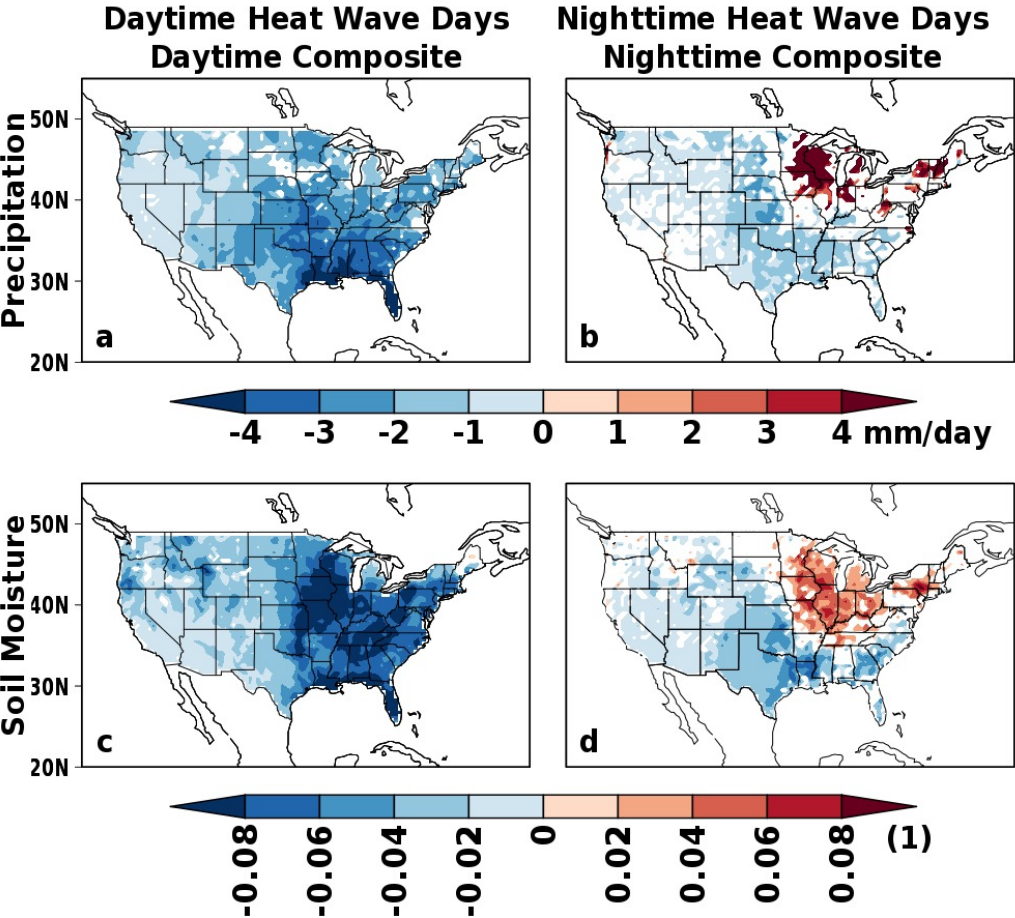 Daytime Heat Wave Days
Daytime Composite
Nighttime Heat Wave Days
Nighttime Composite
Precipitation
50N
40N
30N
20N
a
b
-4 -3 -2 -1 0 1 2 3 4 mm/day
Soil Moisture
50N
40N
30N
20N
c
d
-0.08 -0.06 -0.04 -0.02 0 0.02 0.04 0.06 0.08 (1)